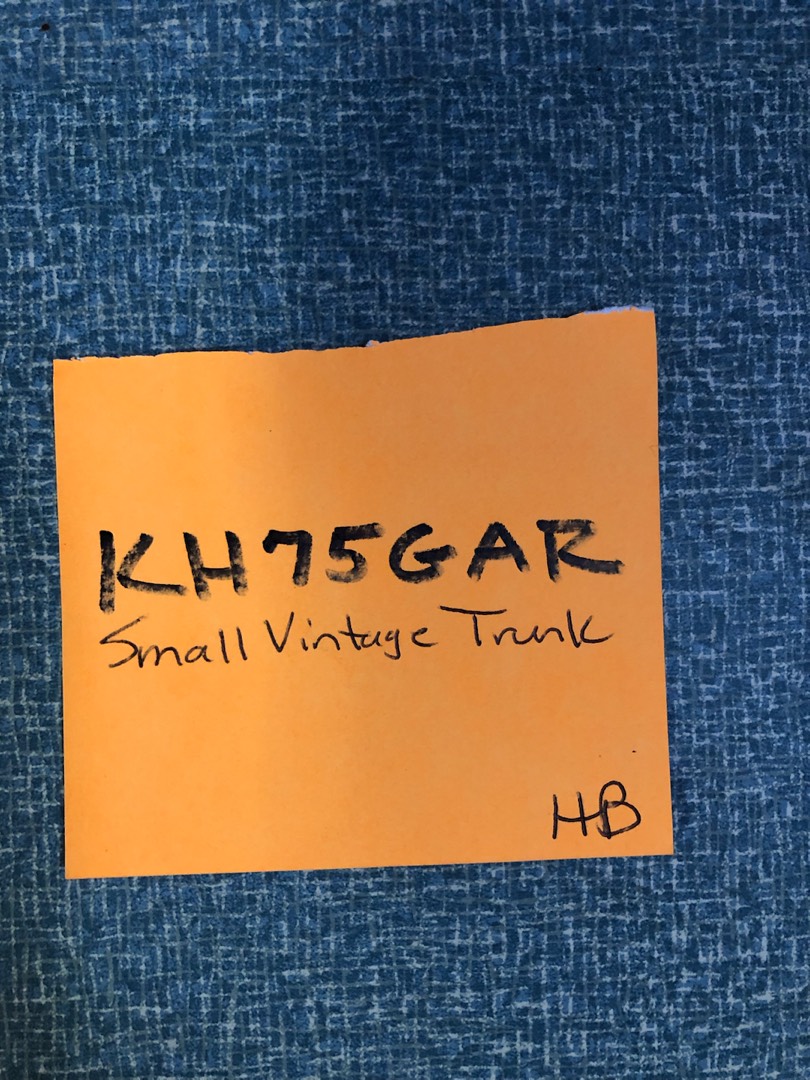 KH75GAR
Small Vintage Trunk
HB